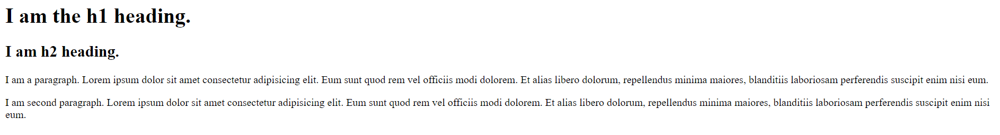 I am the h1 heading.
I am h2 heading.
I am a paragraph. Lorem ipsum dolor sit amet consectetur adipisicing elit. Eum sunt quod rem vel officiis modi dolorem. Et alias libero dolorum, repellendus minima maiores, blanditiis laboriosam perferendis suscipit enim nisi eum.
I am second paragraph. Lorem ipsum dolor sit amet consectetur adipisicing elit. Eum sunt quod rem vel officiis modi dolorem. Et alias libero dolorum, repellendus minima maiores, blanditiis laboriosam perferendis suscipit enim nisi
eum.